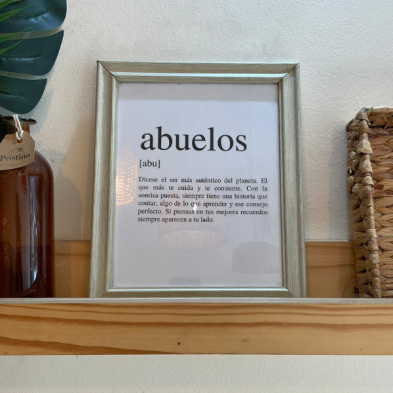 Pristine
abuelos
[abu]
Dícese el ser más auténtico del planeta. El
que más te cuida y te consiente. Con la
sonrisa puesta, siempre tiene una historia que
contar, algo de lo que aprender y ese consejo
perfecto. Si piensas en tus mejores recuerdos
siempre aparecen a tu lado.